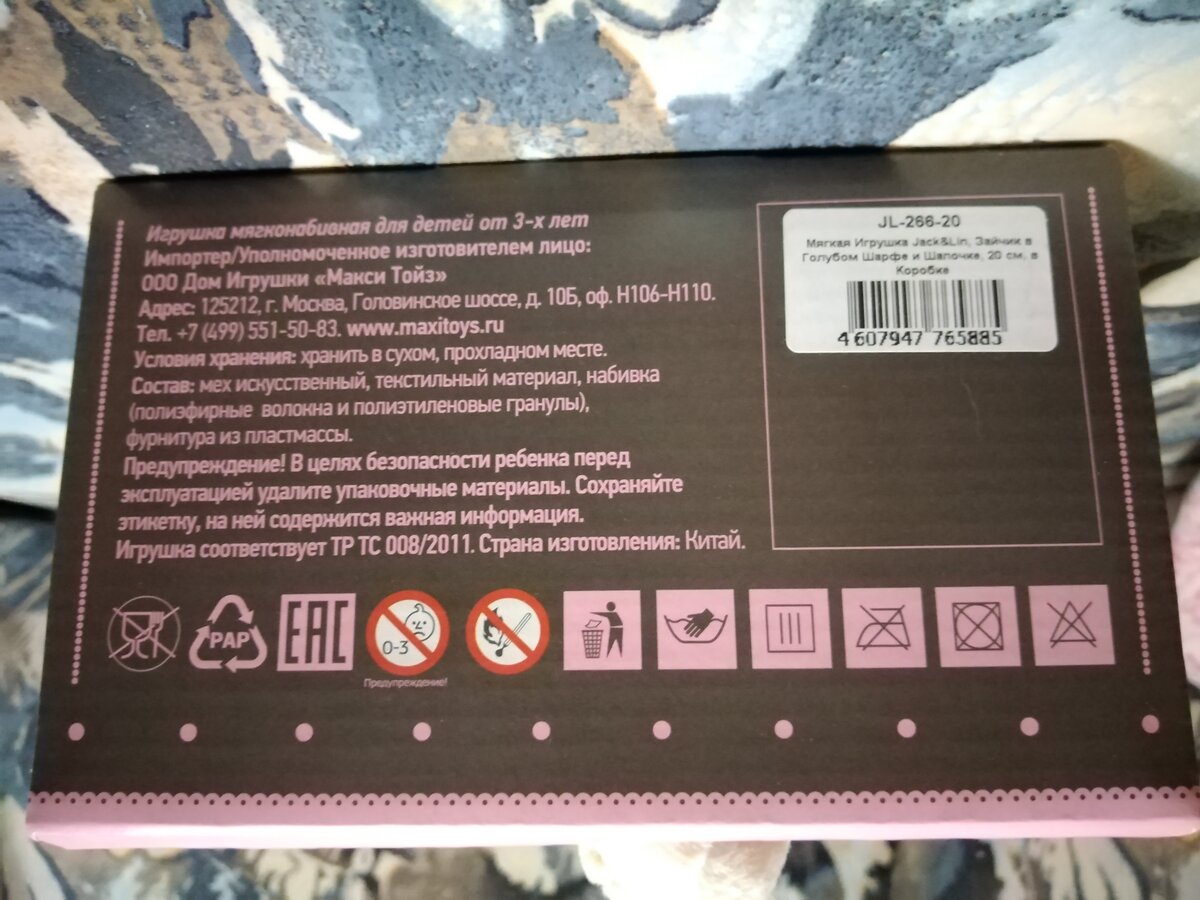 Игрушка мягконабивная для детей от 3-х лет
Импортер/Уполномоченное изготовителем лицо:
ООО Дом Игрушки «Макси Тойз»
Адрес: 125212, г. Москва, Головинское шоссе, д. 10Б, оф. Н106-Н110.
Тел. +7 (499) 551-50-83. www.maxitoys.ru
Условия хранения: хранить в сухом, прохладном месте.
Состав: мех искусственный, текстильный материал, набивка
(полиэфирные волокна и полиэтиленовые гранулы),
фурнитура из пластмассы.
Предупреждение! В целях безопасности ребенка перед
эксплуатацией удалите упаковочные материалы. Сохраняйте
этикетку, на ней содержится важная информация.
Игрушка соответствует ТР ТС 008/2011. Страна изготовления: Китай.
JL-266-20
Мягкая Игрушка Jack&Lin, Зайчик в
Голубом Шарфе и Шапочке, 20 см, в
Коробке
4 607947 765885
PAP
EAC
0-3
Предупреждение!